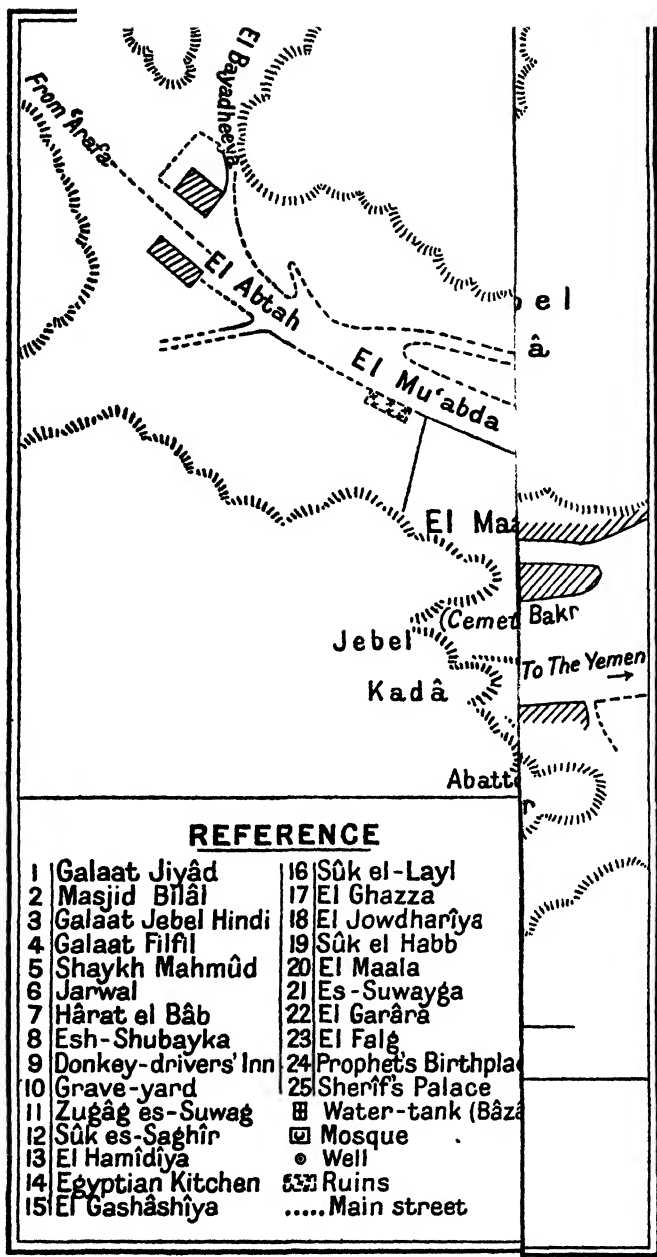 El Bayadheeya
From 'Arafa
El Abtah
bel
â
El Mu'abda
El Maa
(Cemet
Bakr
Jebel
To The Yemen
Kadâ
Abatt
r
REFERENCE
1 Galaat Jiyâd
2 Masjid Bilâl
3 Galaat Jebel Hindi
4 Galaat Filfil
5 Shaykh Mahmûd
6 Jarwal
7 Hârat el Bâb
8 Esh-Shubayka
9 Donkey-drivers' Inn
10 Grave-yard
11 Zugâg es-Suwag
12 Sûk es-Saghîr
13 El Hamîdîya
14 Egyptian Kitchen
15 El Gashâshîya
16 Sûk el-Layl
17 El Ghazza
18 El Jowdharîya
19 Sûk el Habb
20 El Maala
21 Es-Suwayga
22 El Garârâ
23 El Falg
24 Prophet's Birthplac
25 Sherîf's Palace
Water-tank (Bâzâ
Mosque
Well
Ruins
..... Main street